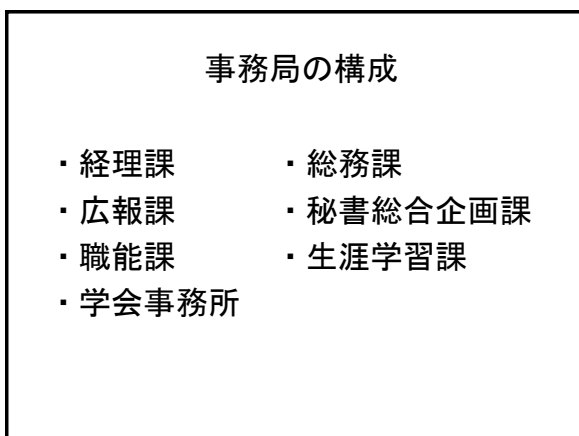 事務局の構成
・経理課
・総務課
・広報課
・秘書総合企画課
・職能課
・生涯学習課
・学会事務所